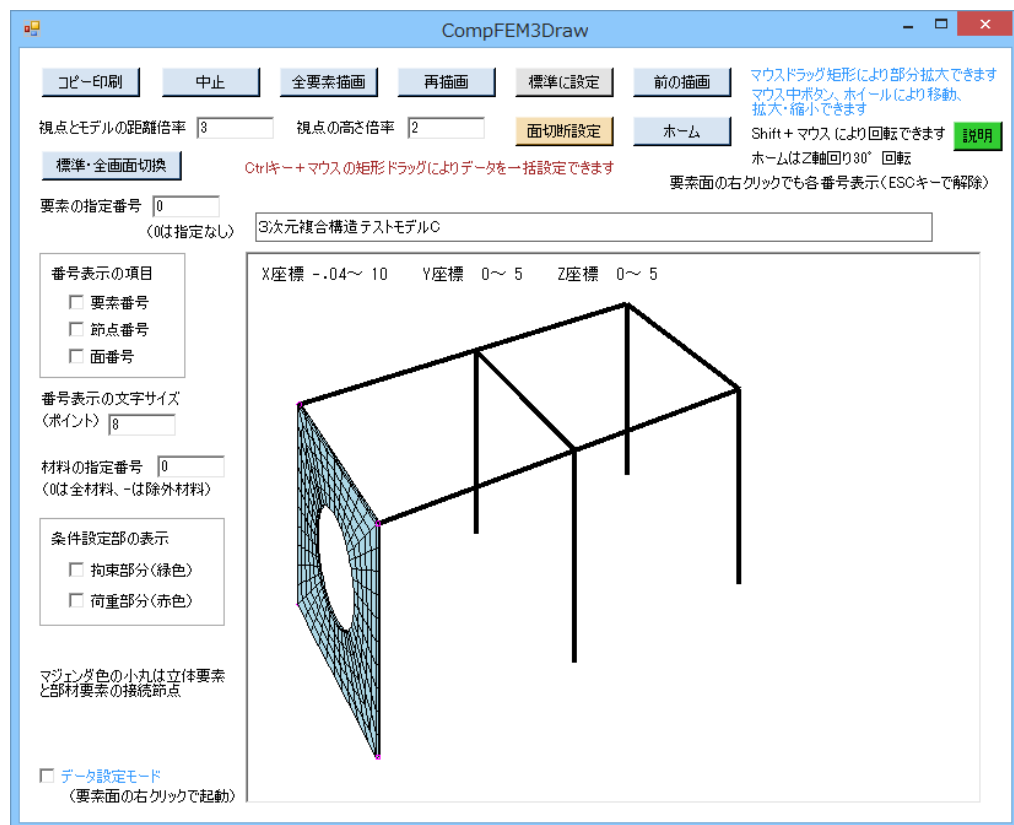 CompFEM3Draw
コピー印刷
中止
全要素描画
再描画
標準に設定
前の描画
マウスドラッグ矩形により部分拡大できます
マウス中ボタン、ホイールにより移動、
拡大・縮小できます
視点とモデルの距離倍率 3
視点の高さ倍率 2
面切断設定
ホーム
Shift+マウスにより回転できます
説明
標準・全画面切換
Ctrlキー+マウスの矩形ドラッグによりデータを一括設定できます
ホームはZ軸回り30°回転
要素面の右クリックでも各番号表示(ESCキーで解除)
要素の指定番号 0
(0は指定なし)
3次元複合構造テストモデルC
番号表示の項目
要素番号
節点番号
面番号
X座標 -.04～ 10 Y座標 0～ 5 Z座標 0～ 5
番号表示の文字サイズ
(ポイント) 8
材料の指定番号 0
(0は全材料、-は除外材料)
条件設定部の表示
拘束部分(緑色)
荷重部分(赤色)
マジェンダ色の小丸は立体要素
と部材要素の接続節点
データ設定モード
(要素面の右クリックで起動)